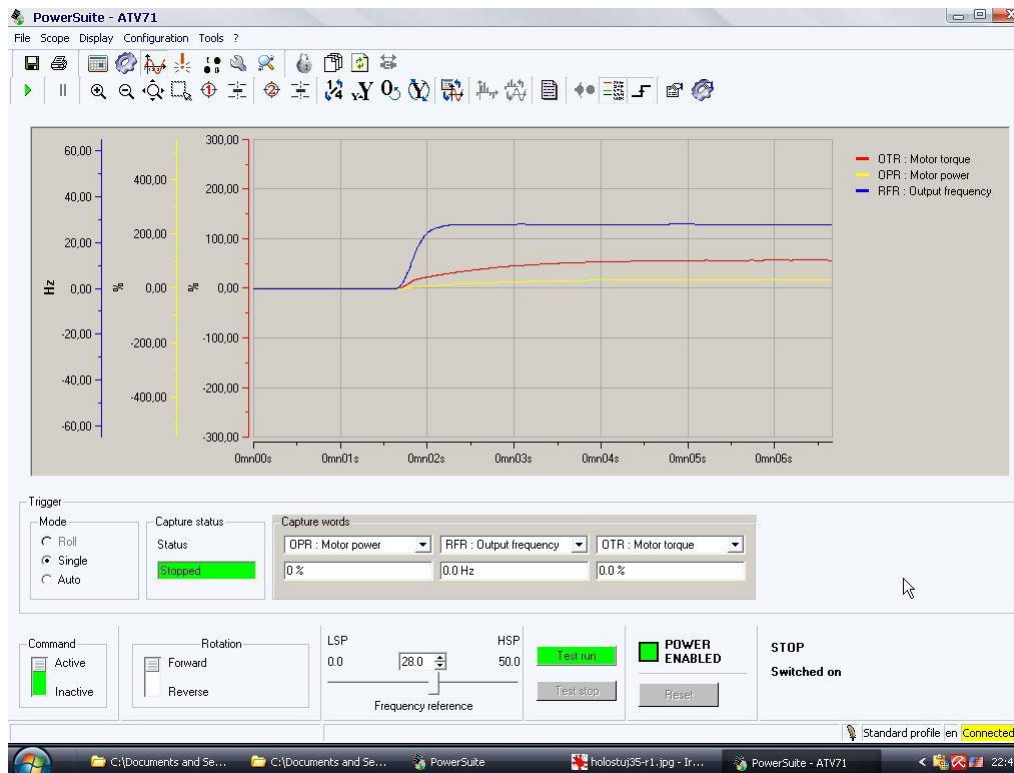 PowerSuite - ATV71
File Scope Display Configuration Tools ?
300,00
200,00
100,00
0,00
-100,00
-200,00
-300,00
%
400,00
200,00
0,00
-200,00
-400,00
%
60,00
40,00
20,00
0,00
-20,00
-40,00
-60,00
Hz
OTR : Motor torque
OPR : Motor power
RFR : Output frequency
0mn00s 0mn01s 0mn02s 0mn03s 0mn04s 0mn05s 0mn06s
Trigger
Mode
Roll
Single
Auto
Capture status
Status
Stopped
Capture words
OPR : Motor power RFR : Output frequency OTR : Motor torque
0 % 0.0 Hz 0.0 %
Command
Active
Inactive
Rotation
Forward
Reverse
LSP HSP
0.0 28.0 50.0
Frequency reference
Test run
Test stop
POWER
ENABLED
Reset
STOP
Switched on
Standard profile en Connected
C:\Documents and Se... C:\Documents and Se... PowerSuite holostuj35-r1.jpg - Ir... PowerSuite - ATV71 22:4